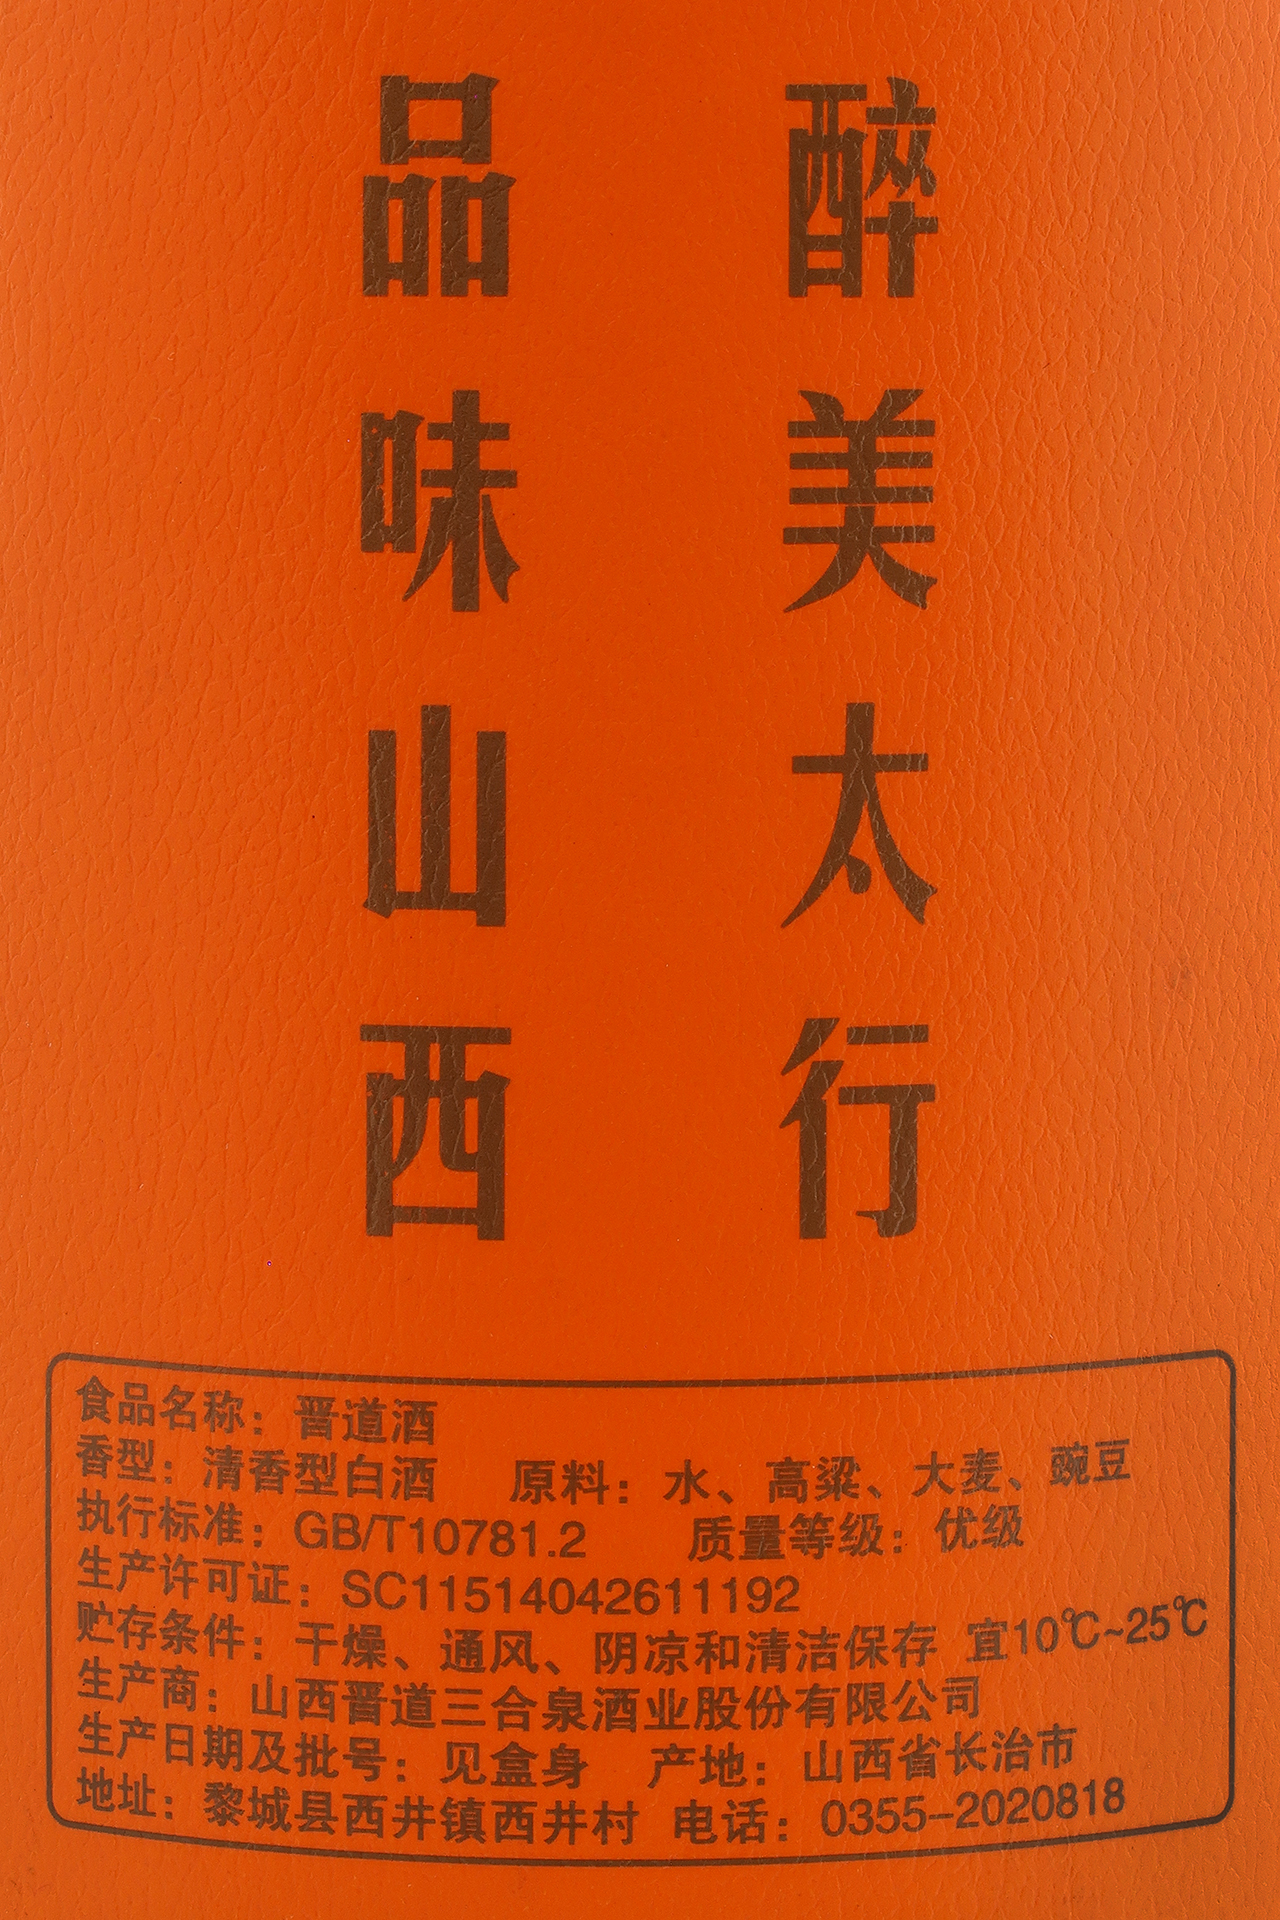 醉美太行
品味山西
食品名称：晋道酒
香型：清香型白酒 原料：水、高粱、大麦、豌豆
执行标准：GB/T10781.2 质量等级：优级
生产许可证：SC11514042611192
贮存条件：干燥、通风、阴凉和清洁保存 宜10℃~25℃
生产商：山西晋道三合泉酒业股份有限公司
生产日期及批号：见盒身 产地：山西省长治市
地址：黎城县西井镇西井村 电话：0355-2020818